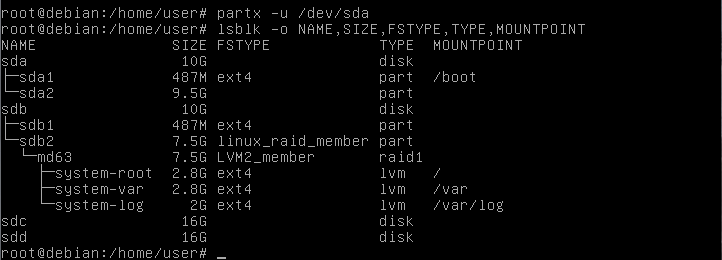 root@debian:/home/user# partx -u /dev/sda
root@debian:/home/user# lsblk -o NAME,SIZE,FSTYPE,TYPE,MOUNTPOINT
NAME                SIZE FSTYPE            TYPE  MOUNTPOINT
sda                  10G                   disk
├─sda1              487M ext4              part  /boot
└─sda2              9.5G                   part
sdb                  10G                   disk
├─sdb1              487M ext4              part
└─sdb2              7.5G linux_raid_member part
  └─md63            7.5G LVM2_member       raid1
    ├─system-root   2.8G ext4              lvm   /
    ├─system-var    2.8G ext4              lvm   /var
    └─system-log      2G ext4              lvm   /var/log
sdc                  16G                   disk
sdd                  16G                   disk
root@debian:/home/user# _